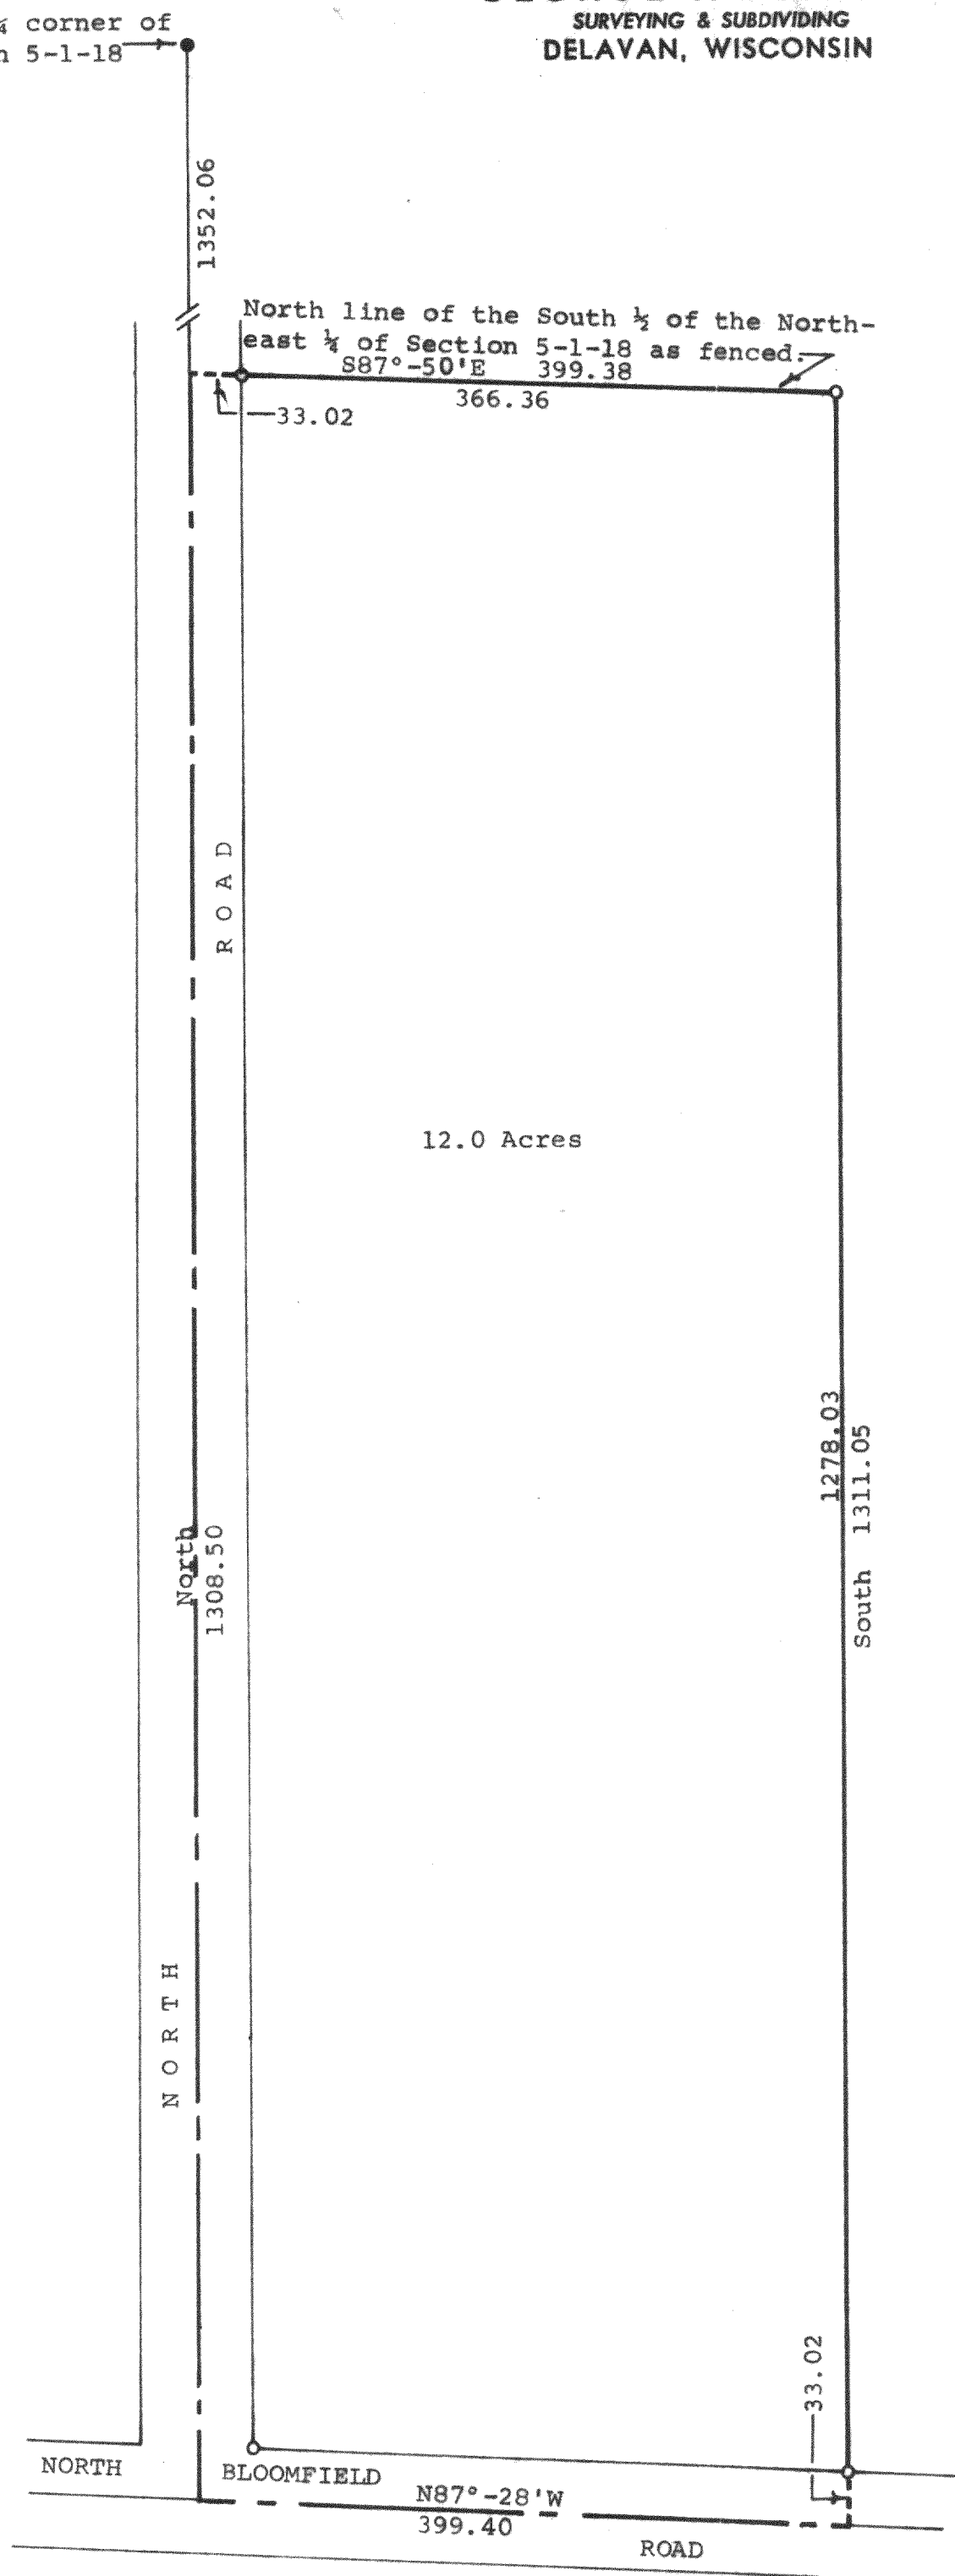 ¼ corner of
5-1-18
SURVEYING & SUBDIVIDING
DELAVAN, WISCONSIN
1352.06
North line of the South ½ of the North-
east ¼ of Section 5-1-18 as fenced.
S87°-50'E 399.38
366.36
33.02
ROAD
12.0 Acres
1278.03
South 1311.05
North
1308.50
NORTH
33.02
NORTH
BLOOMFIELD
N87°-28'W
399.40
ROAD